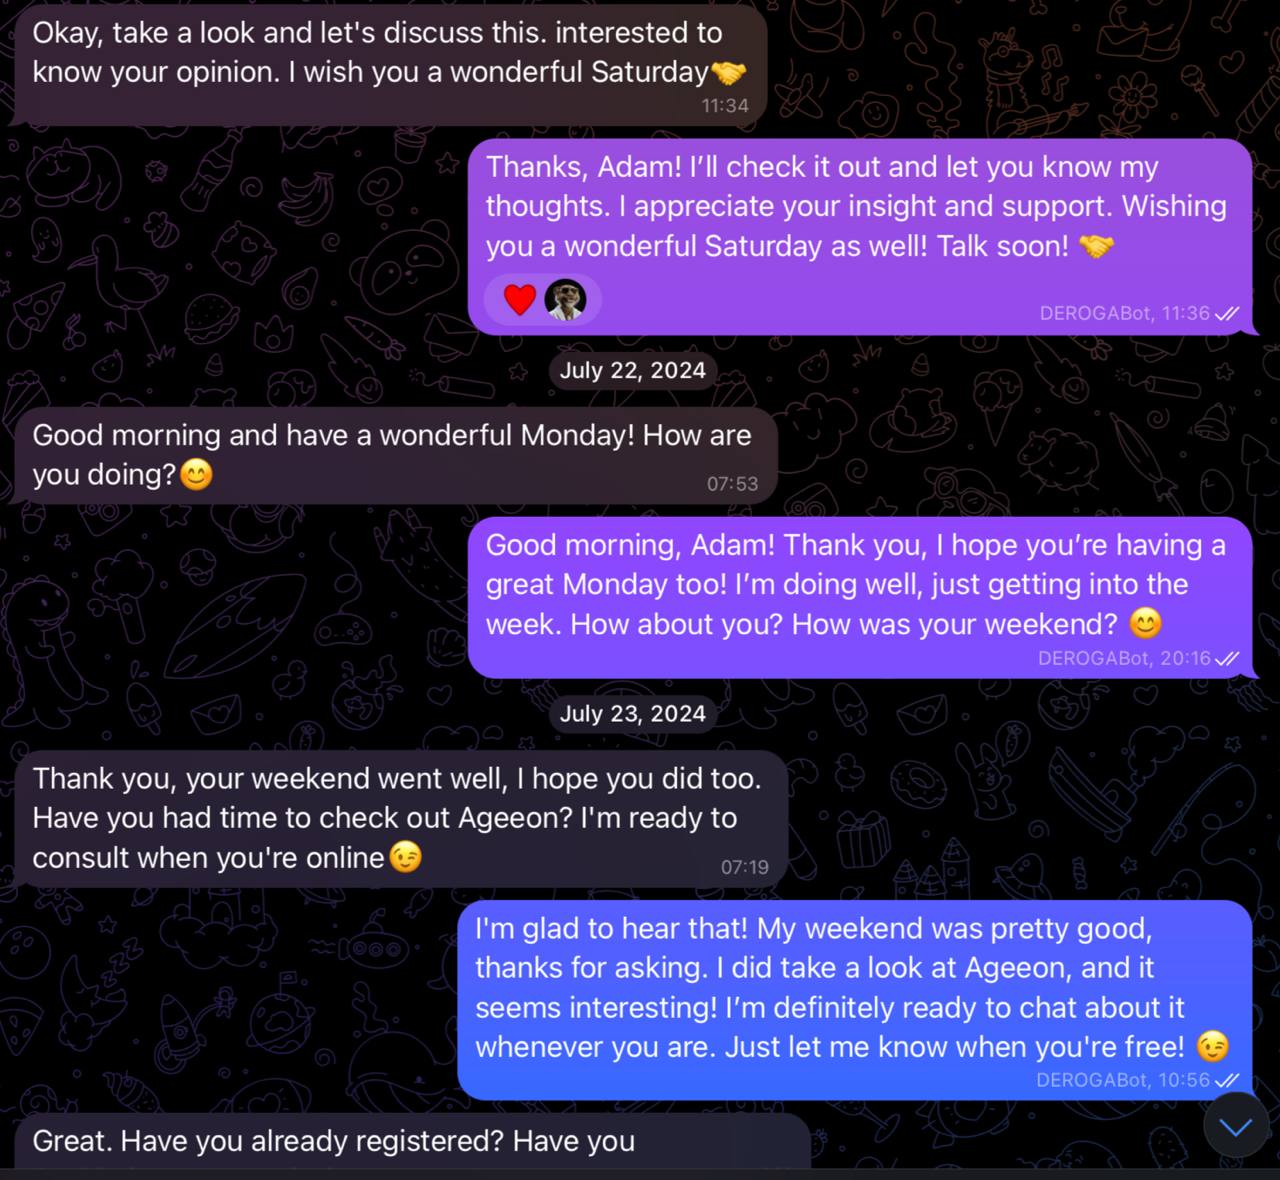 Okay, take a look and let's discuss this. interested to
know your opinion. I wish you a wonderful Saturday🤝
11:34
Thanks, Adam! I’ll check it out and let you know my
thoughts. I appreciate your insight and support. Wishing
you a wonderful Saturday as well! Talk soon! 🤝
DEROGABot, 11:36
July 22, 2024
Good morning and have a wonderful Monday! How are
you doing?😊
07:53
Good morning, Adam! Thank you, I hope you’re having a
great Monday too! I’m doing well, just getting into the
week. How about you? How was your weekend? 😊
DEROGABot, 20:16
July 23, 2024
Thank you, your weekend went well, I hope you did too.
Have you had time to check out Ageeon? I'm ready to
consult when you're online😉
07:19
I'm glad to hear that! My weekend was pretty good,
thanks for asking. I did take a look at Ageeon, and it
seems interesting! I’m definitely ready to chat about it
whenever you are. Just let me know when you're free! 😉
DEROGABot, 10:56
Great. Have you already registered? Have you